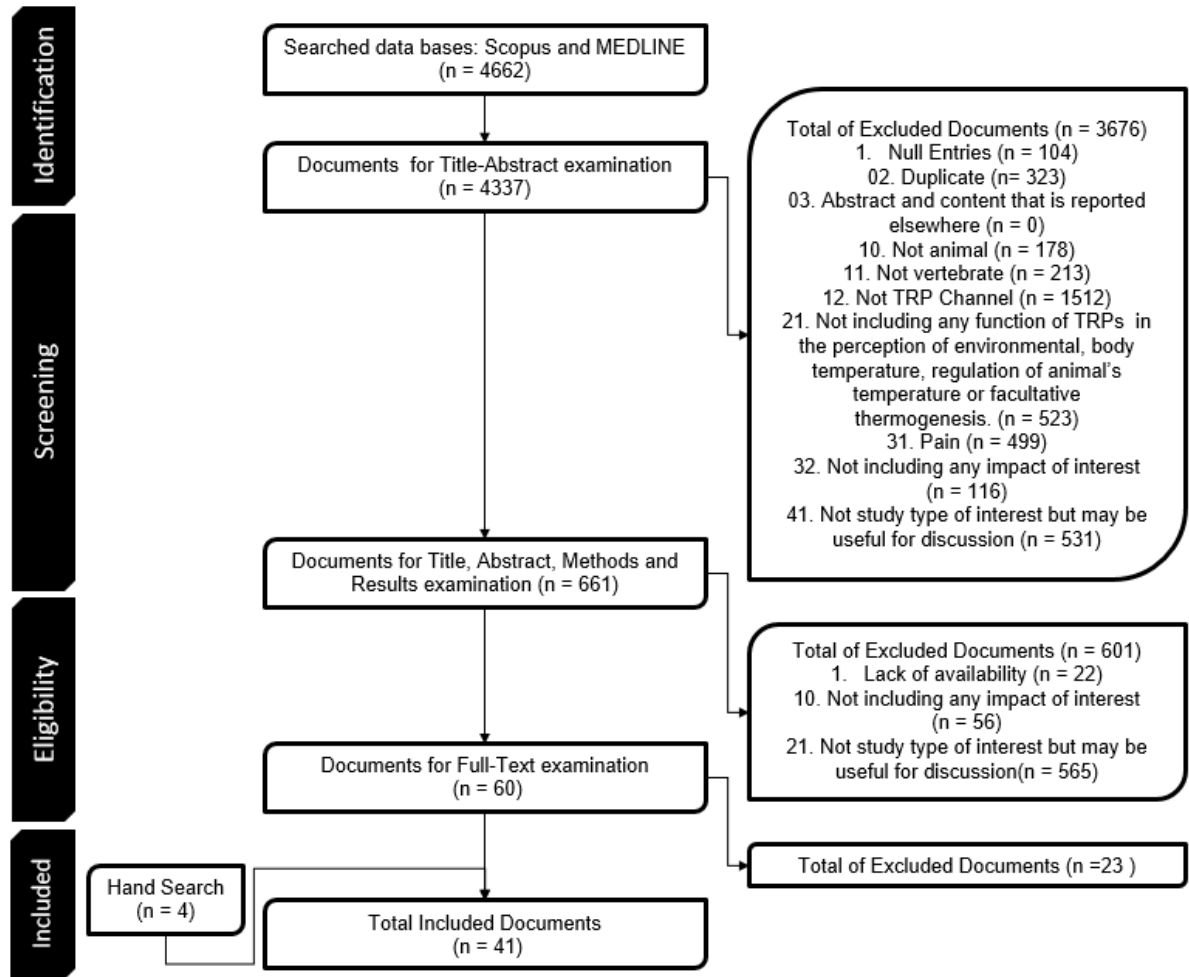 Identification
Searched data bases: Scopus and MEDLINE
(n = 4662)
Documents for Title-Abstract examination
(n = 4337)
Total of Excluded Documents (n = 3676)
1. Null Entries (n = 104)
02. Duplicate (n= 323)
03. Abstract and content that is reported
elsewhere (n = 0)
10. Not animal (n = 178)
11. Not vertebrate (n = 213)
12. Not TRP Channel (n = 1512)
21. Not including any function of TRPs in
the perception of environmental, body
temperature, regulation of animal's
temperature or facultative
thermogenesis. (n = 523)
31. Pain (n = 499)
32. Not including any impact of interest
(n = 116)
41. Not study type of interest but may be
useful for discussion (n = 531)
Screening
Documents for Title, Abstract, Methods and
Results examination (n = 661)
Total of Excluded Documents (n = 601)
1. Lack of availability (n = 22)
10. Not including any impact of interest
(n = 56)
21. Not study type of interest but may be
useful for discussion(n = 565)
Eligibility
Documents for Full-Text examination
(n = 60)
Total of Excluded Documents (n =23 )
Included
Hand Search
(n = 4)
Total Included Documents
(n = 41)